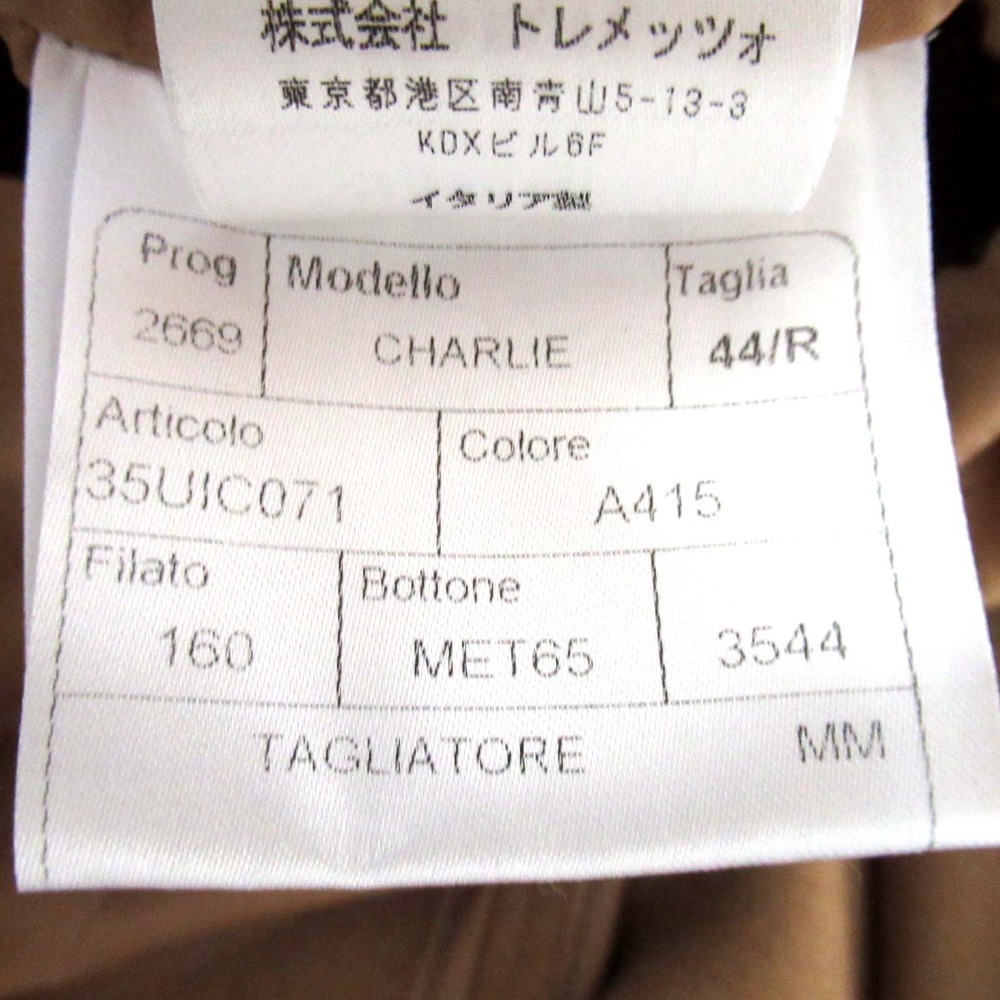 株式会社 トレメッツォ
東京都港区南青山5-13-3
KDXビル6F
イタリア製
Prog Modello Taglia
2669 CHARLIE 44/R
Articolo Colore
35UIC071 A415
Filato Bottone
160 MET65 3544
TAGLIATORE MM